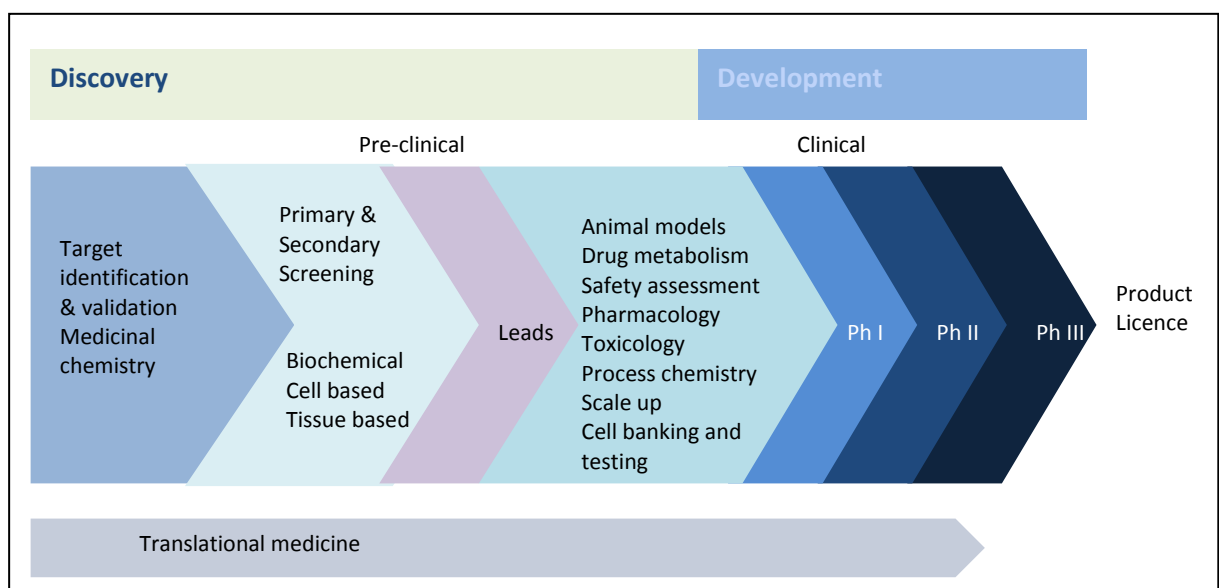 Discovery
Development
Pre-clinical
Clinical
Target
identification
& validation
Medicinal
chemistry
Primary &
Secondary
Screening
Biochemical
Cell based
Tissue based
Leads
Animal models
Drug metabolism
Safety assessment
Pharmacology
Toxicology
Process chemistry
Scale up
Cell banking and
testing
Ph I
Ph II
Ph III
Product
Licence
Translational medicine